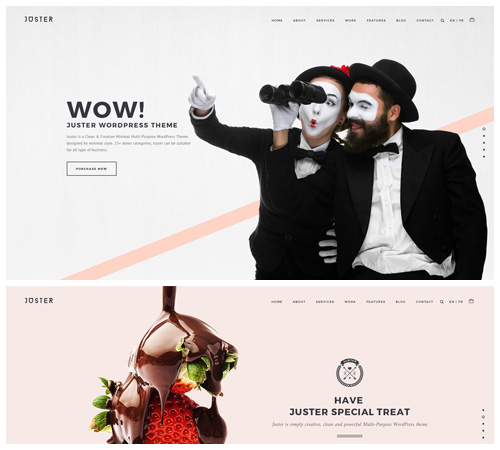 JUSTER
HOME ABOUT SERVICES WORK FEATURES BLOG CONTACT EN / FR
WOW!
JUSTER WORDPRESS THEME
Juster is a Clean & Creative Minimal Multi-Purpose WordPress Theme
designed by minimal style. 15+ demo categories, juster can be suitable
for all type of business.
PURCHASE NOW
JUSTER
HOME ABOUT SERVICES WORK FEATURES BLOG CONTACT EN / FR
HAVE
JUSTER SPECIAL TREAT
Juster is simply creative, clean and powerful Multi-Purpose WordPress theme